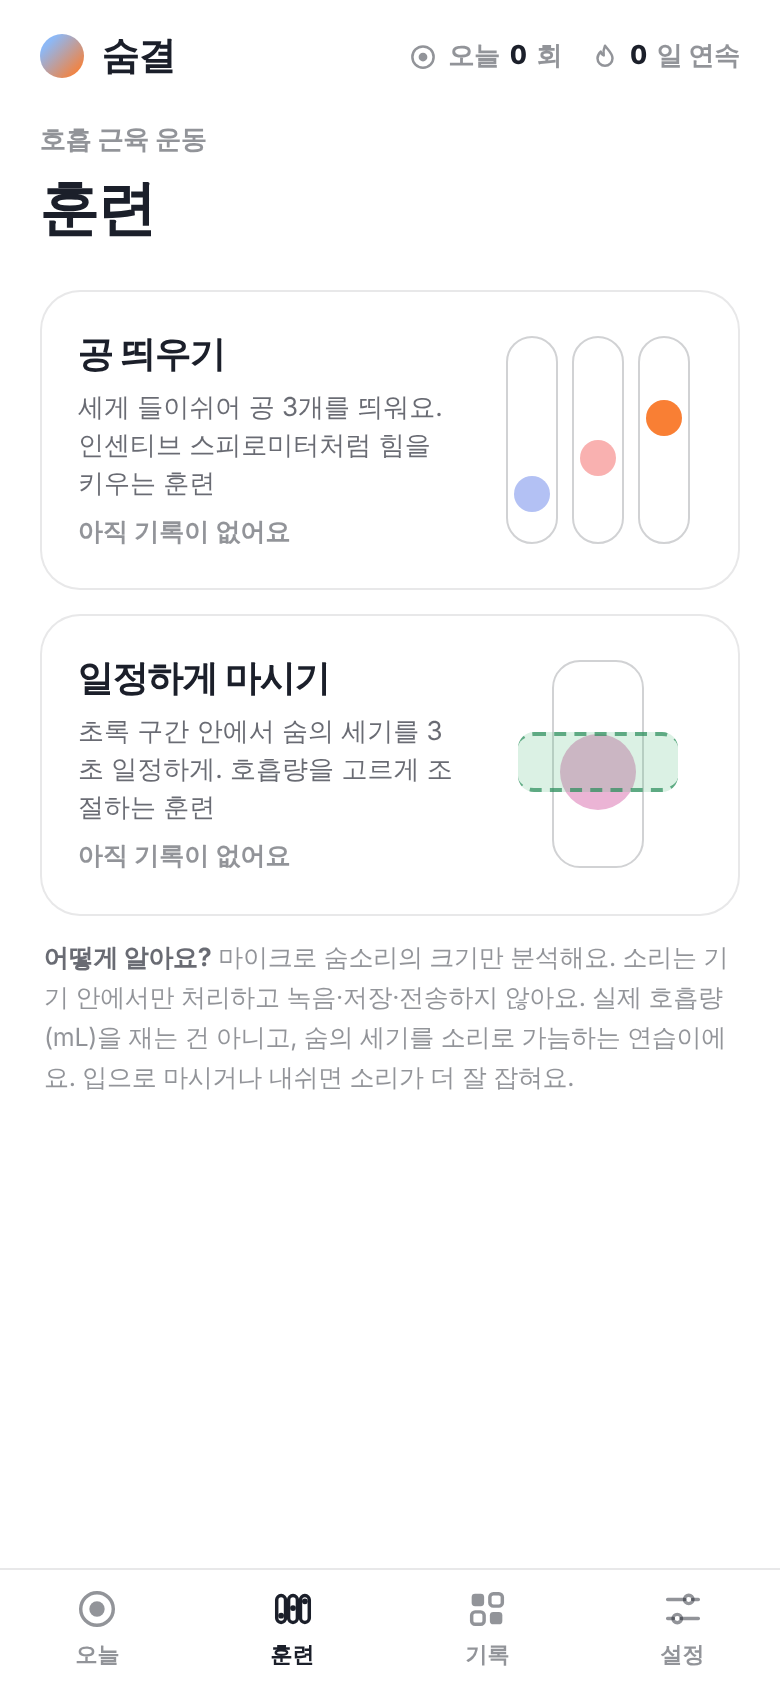 숨결
오늘 0 회 0 일 연속
호흡 근육 운동
훈련
공 띄우기
세게 들이쉬어 공 3개를 띄워요.
인센티브 스피로미터처럼 힘을
키우는 훈련
아직 기록이 없어요
일정하게 마시기
초록 구간 안에서 숨의 세기를 3
초 일정하게. 호흡량을 고르게 조
절하는 훈련
아직 기록이 없어요
어떻게 알아요? 마이크로 숨소리의 크기만 분석해요. 소리는 기
기 안에서만 처리하고 녹음·저장·전송하지 않아요. 실제 호흡량
(mL)을 재는 건 아니고, 숨의 세기를 소리로 가늠하는 연습이에
요. 입으로 마시거나 내쉬면 소리가 더 잘 잡혀요.
오늘 훈련 기록 설정